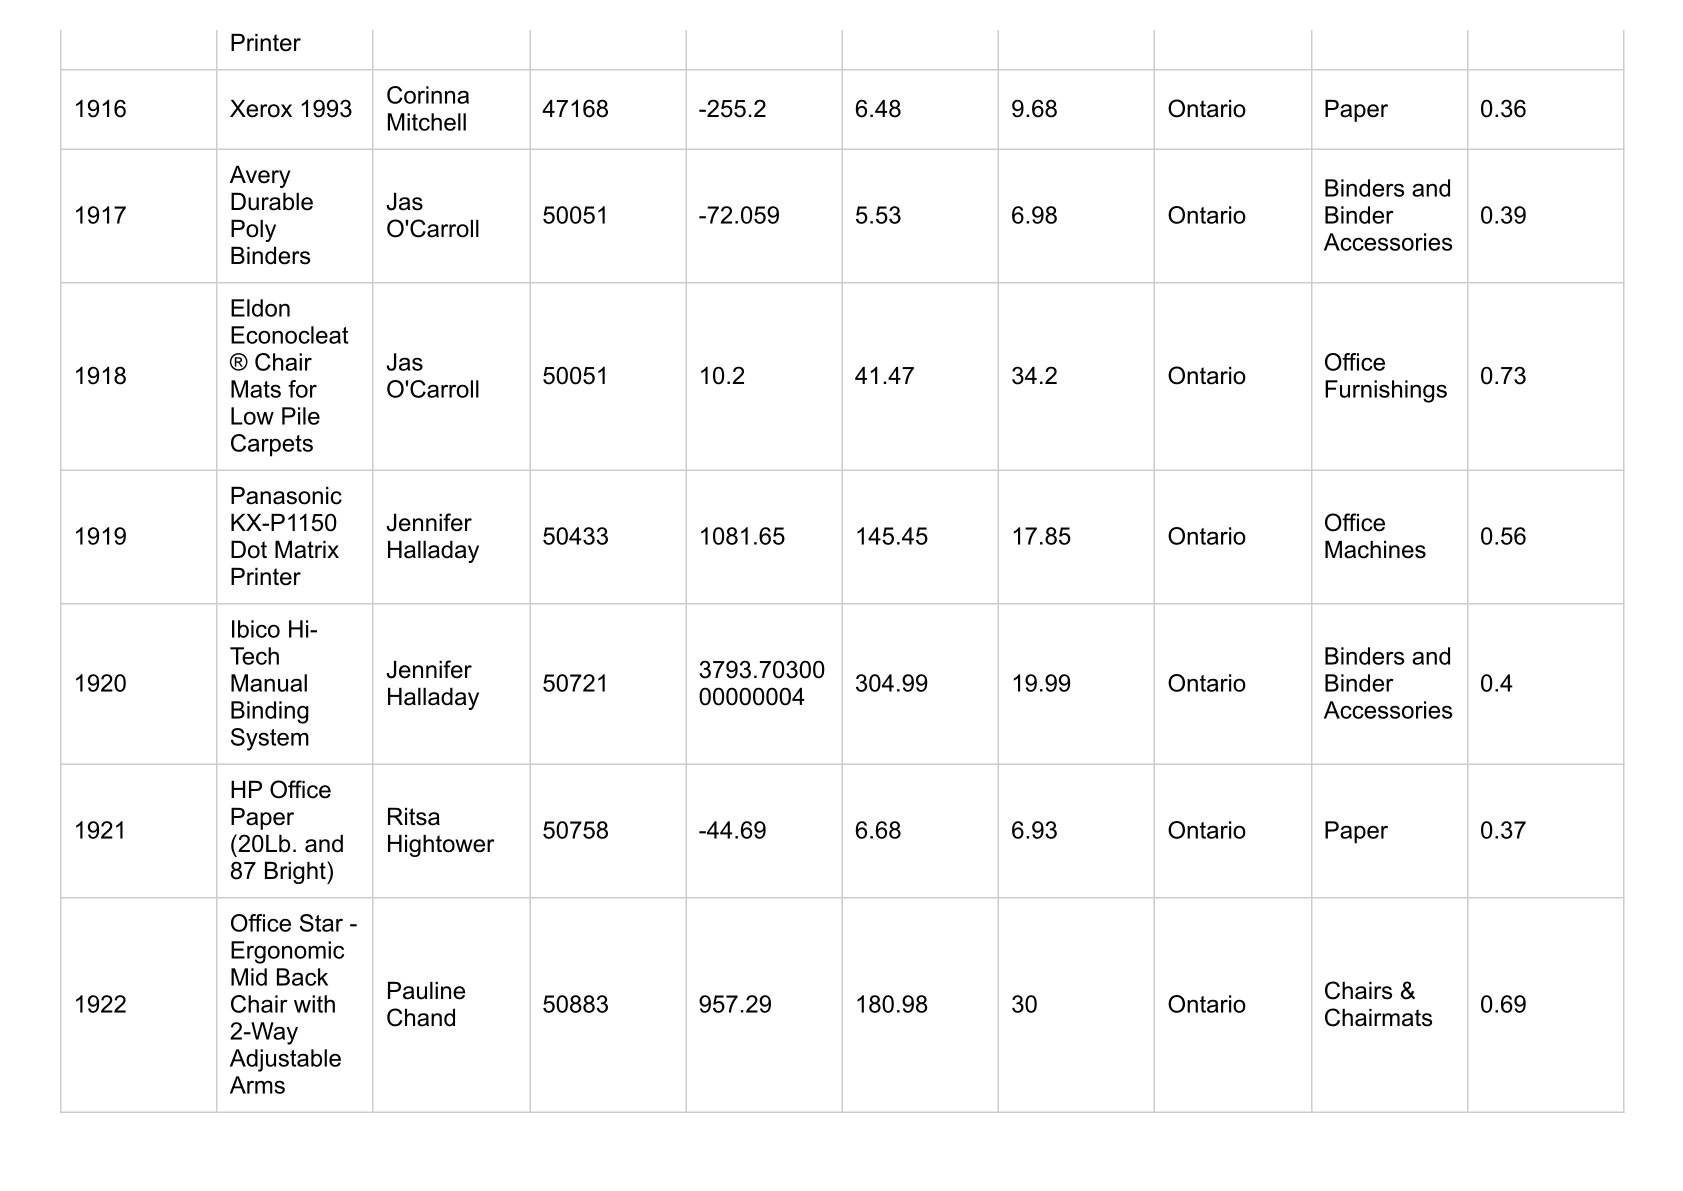 Printer
1916
Xerox 1993
Corinna
Mitchell
47168
-255.2
6.48
9.68
Ontario
Paper
0.36
1917
Avery
Durable
Poly
Binders
Jas
O'Carroll
50051
-72.059
5.53
6.98
Ontario
Binders and
Binder
Accessories
0.39
1918
Eldon
Econocleat
® Chair
Mats for
Low Pile
Carpets
Jas
O'Carroll
50051
10.2
41.47
34.2
Ontario
Office
Furnishings
0.73
1919
Panasonic
KX-P1150
Dot Matrix
Printer
Jennifer
Halladay
50433
1081.65
145.45
17.85
Ontario
Office
Machines
0.56
1920
Ibico Hi-
Tech
Manual
Binding
System
Jennifer
Halladay
50721
3793.70300
00000004
304.99
19.99
Ontario
Binders and
Binder
Accessories
0.4
1921
HP Office
Paper
(20Lb. and
87 Bright)
Ritsa
Hightower
50758
-44.69
6.68
6.93
Ontario
Paper
0.37
1922
Office Star -
Ergonomic
Mid Back
Chair with
2-Way
Adjustable
Arms
Pauline
Chand
50883
957.29
180.98
30
Ontario
Chairs &
Chairmats
0.69